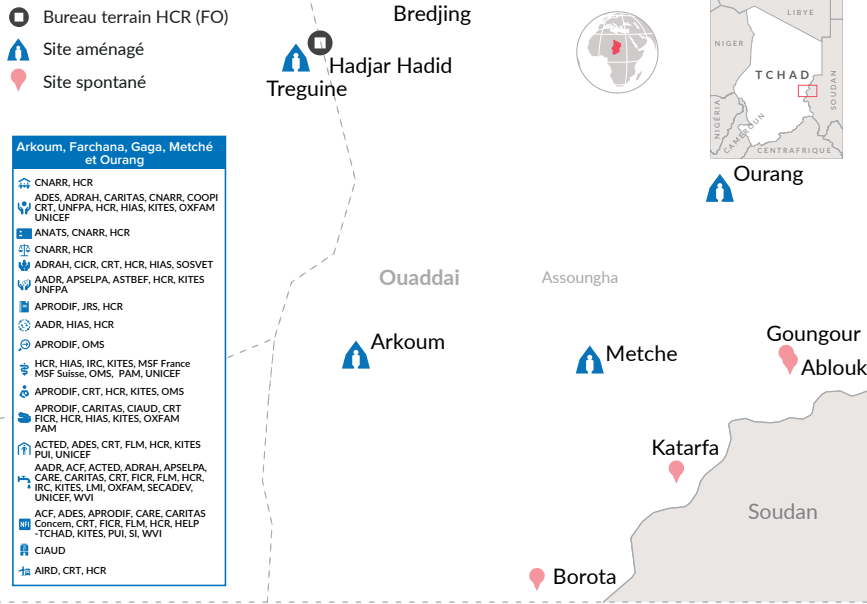 Bureau terrain HCR (FO)
Site aménagé
Site spontané
Bredjing
Hadjar Hadid
Treguine
LIBYE
NIGER
TCHAD
SOUDAN
NIGÉRIA
CAMEROUN
CENTRAFRIQUE
Arkoum, Farchana, Gaga, Metché
et Ourang
CNARR, HCR
ADES, ADRAH, CARITAS, CNARR, COOPI
CRT, UNFPA, HCR, HIAS, KITES, OXFAM
UNICEF
ANATS, CNARR, HCR
CNARR, HCR
ADRAH, CICR, CRT, HCR, HIAS, SOSVET
AADR, APSELPA, ASTBEF, HCR, KITES
UNFPA
APRODIF, JRS, HCR
AADR, HIAS, HCR
APRODIF, OMS
HCR, HIAS, IRC, KITES, MSF France
MSF Suisse, OMS, PAM, UNICEF
APRODIF, CRT, HCR, KITES, OMS
APRODIF, CARITAS, CIAUD, CRT
FICR, HCR, HIAS, KITES, OXFAM
PAM
ACTED, ADES, CRT, FLM, HCR, KITES
PUI, UNICEF
AADR, ACF, ACTED, ADRAH, APSELPA,
CARE, CARITAS, CRT, FICR, FLM, HCR,
IRC, KITES, LMI, OXFAM, SECADEV,
UNICEF, WVI
NFI
ACF, ADES, APRODIF, CARE, CARITAS
Concern, CRT, FICR, FLM, HCR, HELP
-TCHAD, KITES, PUI, SI, WVI
CIAUD
AIRD, CRT, HCR
Ourang
Ouaddai
Assoungha
Arkoum
Metche
Goungour
Ablouk
Katarfa
Soudan
Borota